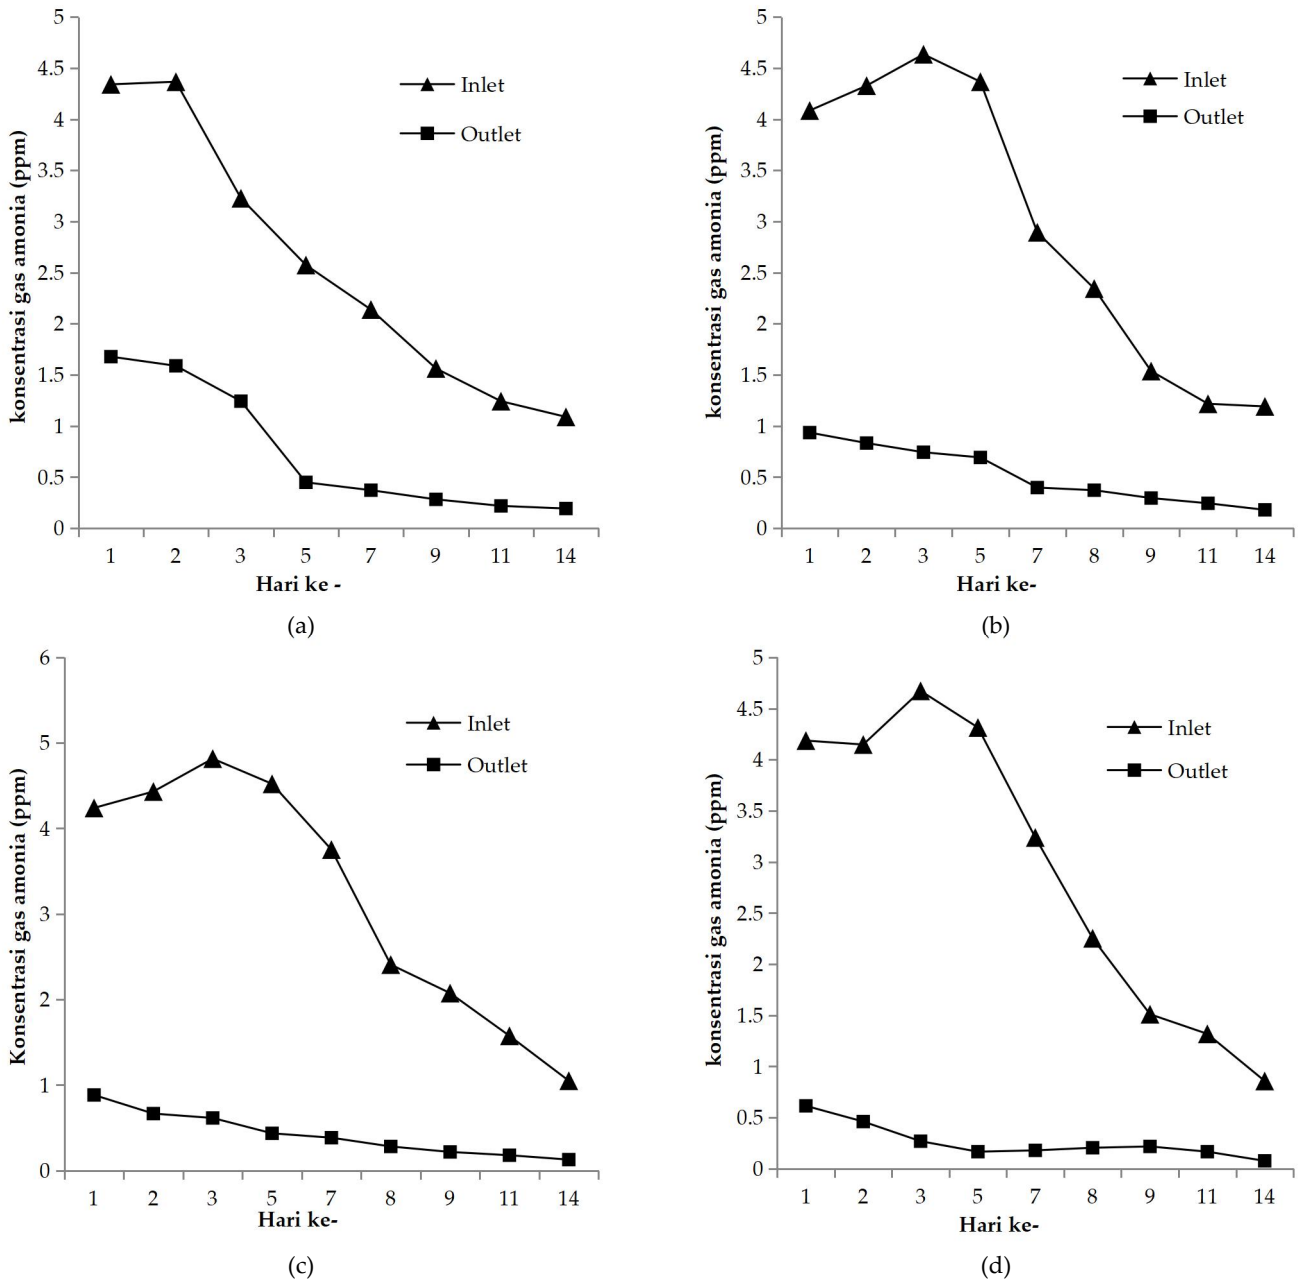 5
4.5
4
3.5
3
2.5
2
1.5
1
0.5
0
konsentrasi gas amonia (ppm)
Inlet
Outlet
1 2 3 5 7 9 11 14
Hari ke -
(a)
5
4.5
4
3.5
3
2.5
2
1.5
1
0.5
0
konsentrasi gas amonia (ppm)
Inlet
Outlet
1 2 3 5 7 8 9 11 14
Hari ke-
(b)
6
5
4
3
2
1
0
Konsentrasi gas amonia (ppm)
Inlet
Outlet
1 2 3 5 7 8 9 11 14
Hari ke-
(c)
5
4.5
4
3.5
3
2.5
2
1.5
1
0.5
0
konsentrasi gas amonia (ppm)
Inlet
Outlet
1 2 3 5 7 8 9 11 14
Hari ke-
(d)